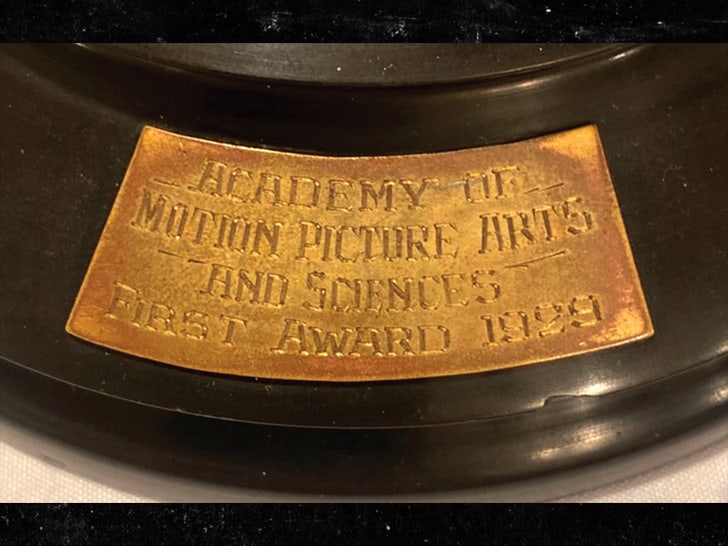 ACADEMY OF
MOTION PICTURE ARTS
AND SCIENCES
FIRST AWARD 1929